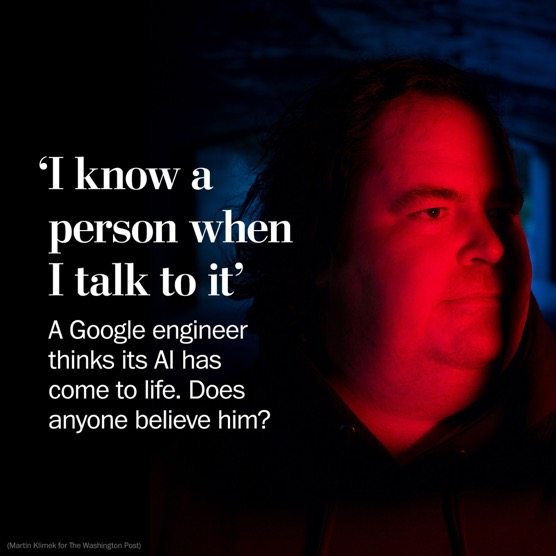 ‘I know a
person when
I talk to it’
A Google engineer
thinks its AI has
come to life. Does
anyone believe him?
(Martin Klimek for The Washington Post)